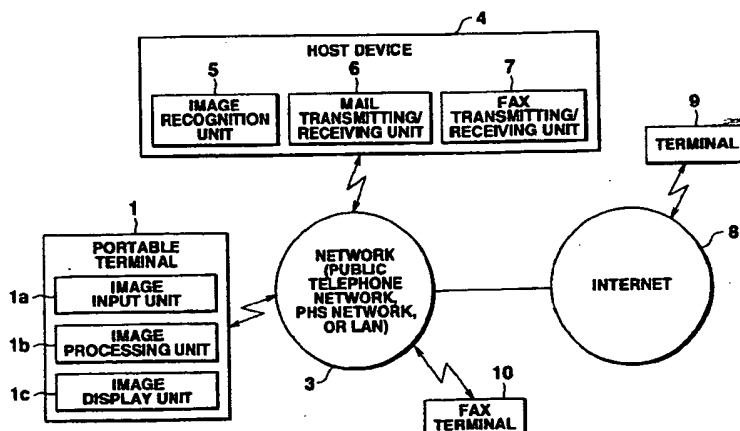 4
HOST DEVICE
5
6
7
IMAGE
RECOGNITION
UNIT
MAIL
TRANSMITTING/
RECEIVING UNIT
FAX
TRANSMITTING/
RECEIVING UNIT
9
TERMINAL
1
PORTABLE
TERMINAL
1a
IMAGE
INPUT UNIT
1b
IMAGE
PROCESSING UNIT
1c
IMAGE
DISPLAY UNIT
NETWORK
(PUBLIC
TELEPHONE
NETWORK,
PHS NETWORK,
OR LAN)
3
INTERNET
8
10
FAX
TERMINAL